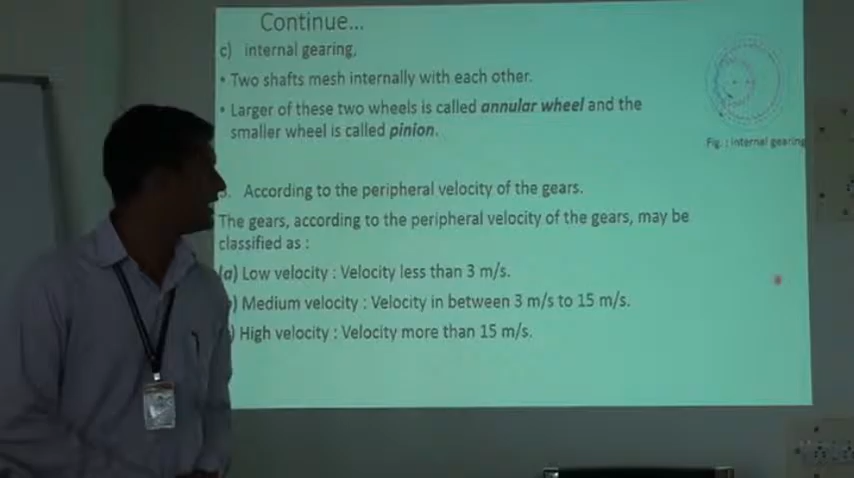 Continue...
c) internal gearing,
• Two shafts mesh internally with each other.
• Larger of these two wheels is called annular wheel and the
smaller wheel is called pinion.
Fig. : internal gearing
According to the peripheral velocity of the gears.
The gears, according to the peripheral velocity of the gears, may be
classified as :
(a) Low velocity : Velocity less than 3 m/s.
) Medium velocity : Velocity in between 3 m/s to 15 m/s.
) High velocity : Velocity more than 15 m/s.